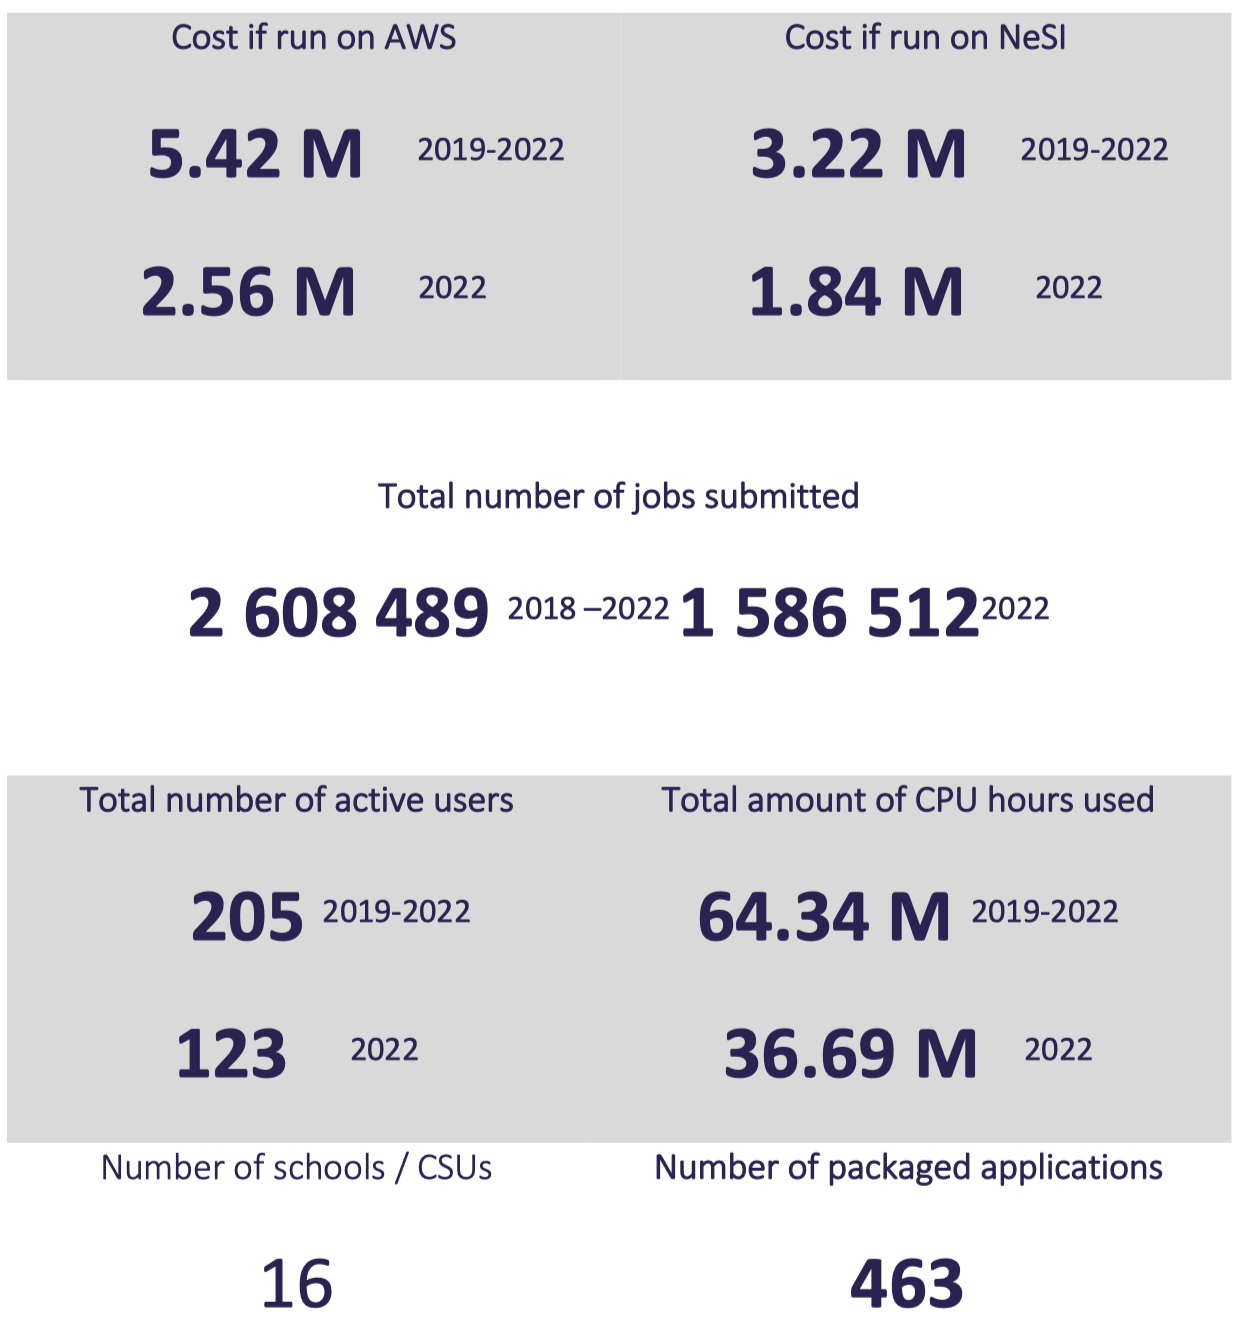 Cost if run on AWS
5.42 M 2019-2022
2.56 M 2022
Cost if run on NeSI
3.22 M 2019-2022
1.84 M 2022
Total number of jobs submitted
2 608 489 2018 –2022 1 586 512 2022
Total number of active users
205 2019-2022
123 2022
Total amount of CPU hours used
64.34 M 2019-2022
36.69 M 2022
Number of schools / CSUs
16
Number of packaged applications
463